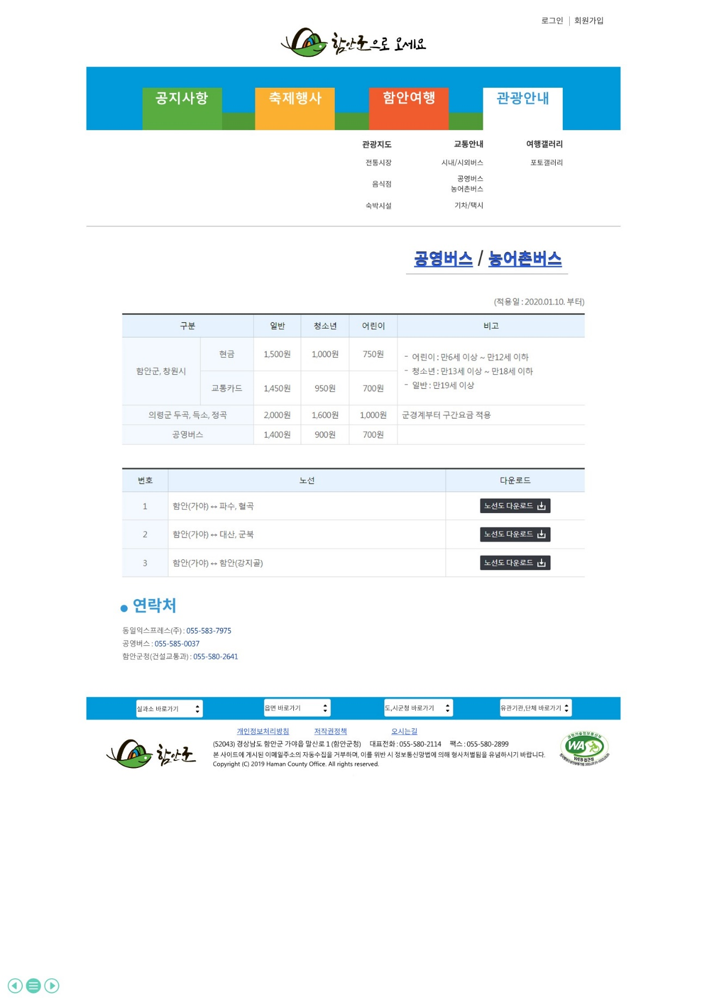 로그인 회원가입
함안군으로 오세요
공지사항 축제행사 함안여행 관광안내
관광지도 교통안내 여행갤러리
전통시장 시내/시외버스 포토갤러리
음식점 공영버스
농어촌버스
숙박시설 기차/택시
공영버스 / 농어촌버스
(적용일 : 2020.01.10. 부터)
구분 일반 청소년 어린이 비고
함안군, 창원시 현금 1,500원 1,000원 750원
교통카드 1,450원 950원 700원
- 어린이 : 만6세 이상 ~ 만12세 이하
- 청소년 : 만13세 이상 ~ 만18세 이하
- 일반 : 만19세 이상
의령군 두곡, 득소, 정곡 2,000원 1,600원 1,000원 군경계부터 구간요금 적용
공영버스 1,400원 900원 700원
번호 노선 다운로드
1 함안(가야) ↔ 파수, 혈곡 노선도 다운로드
2 함안(가야) ↔ 대산, 군북 노선도 다운로드
3 함안(가야) ↔ 함안(강지골) 노선도 다운로드
● 연락처
동일익스프레스(주) : 055-583-7975
공영버스 : 055-585-0037
함안군청(건설교통과) : 055-580-2641
실과소 바로가기 읍면 바로가기 도,시군청 바로가기 유관기관,단체 바로가기
개인정보처리방침 저작권정책 오시는길
함안군
(52043) 경상남도 함안군 가야읍 말산로 1 (함안군청) 대표전화 : 055-580-2114 팩스 : 055-580-2899
본 사이트에 게시된 이메일주소의 자동수집을 거부하며, 이를 위반 시 정보통신망법에 의해 형사처벌됨을 유념하시기 바랍니다.
Copyright (C) 2019 Haman County Office. All rights reserved.
과학기술정보통신부
WA
WEB 접근성